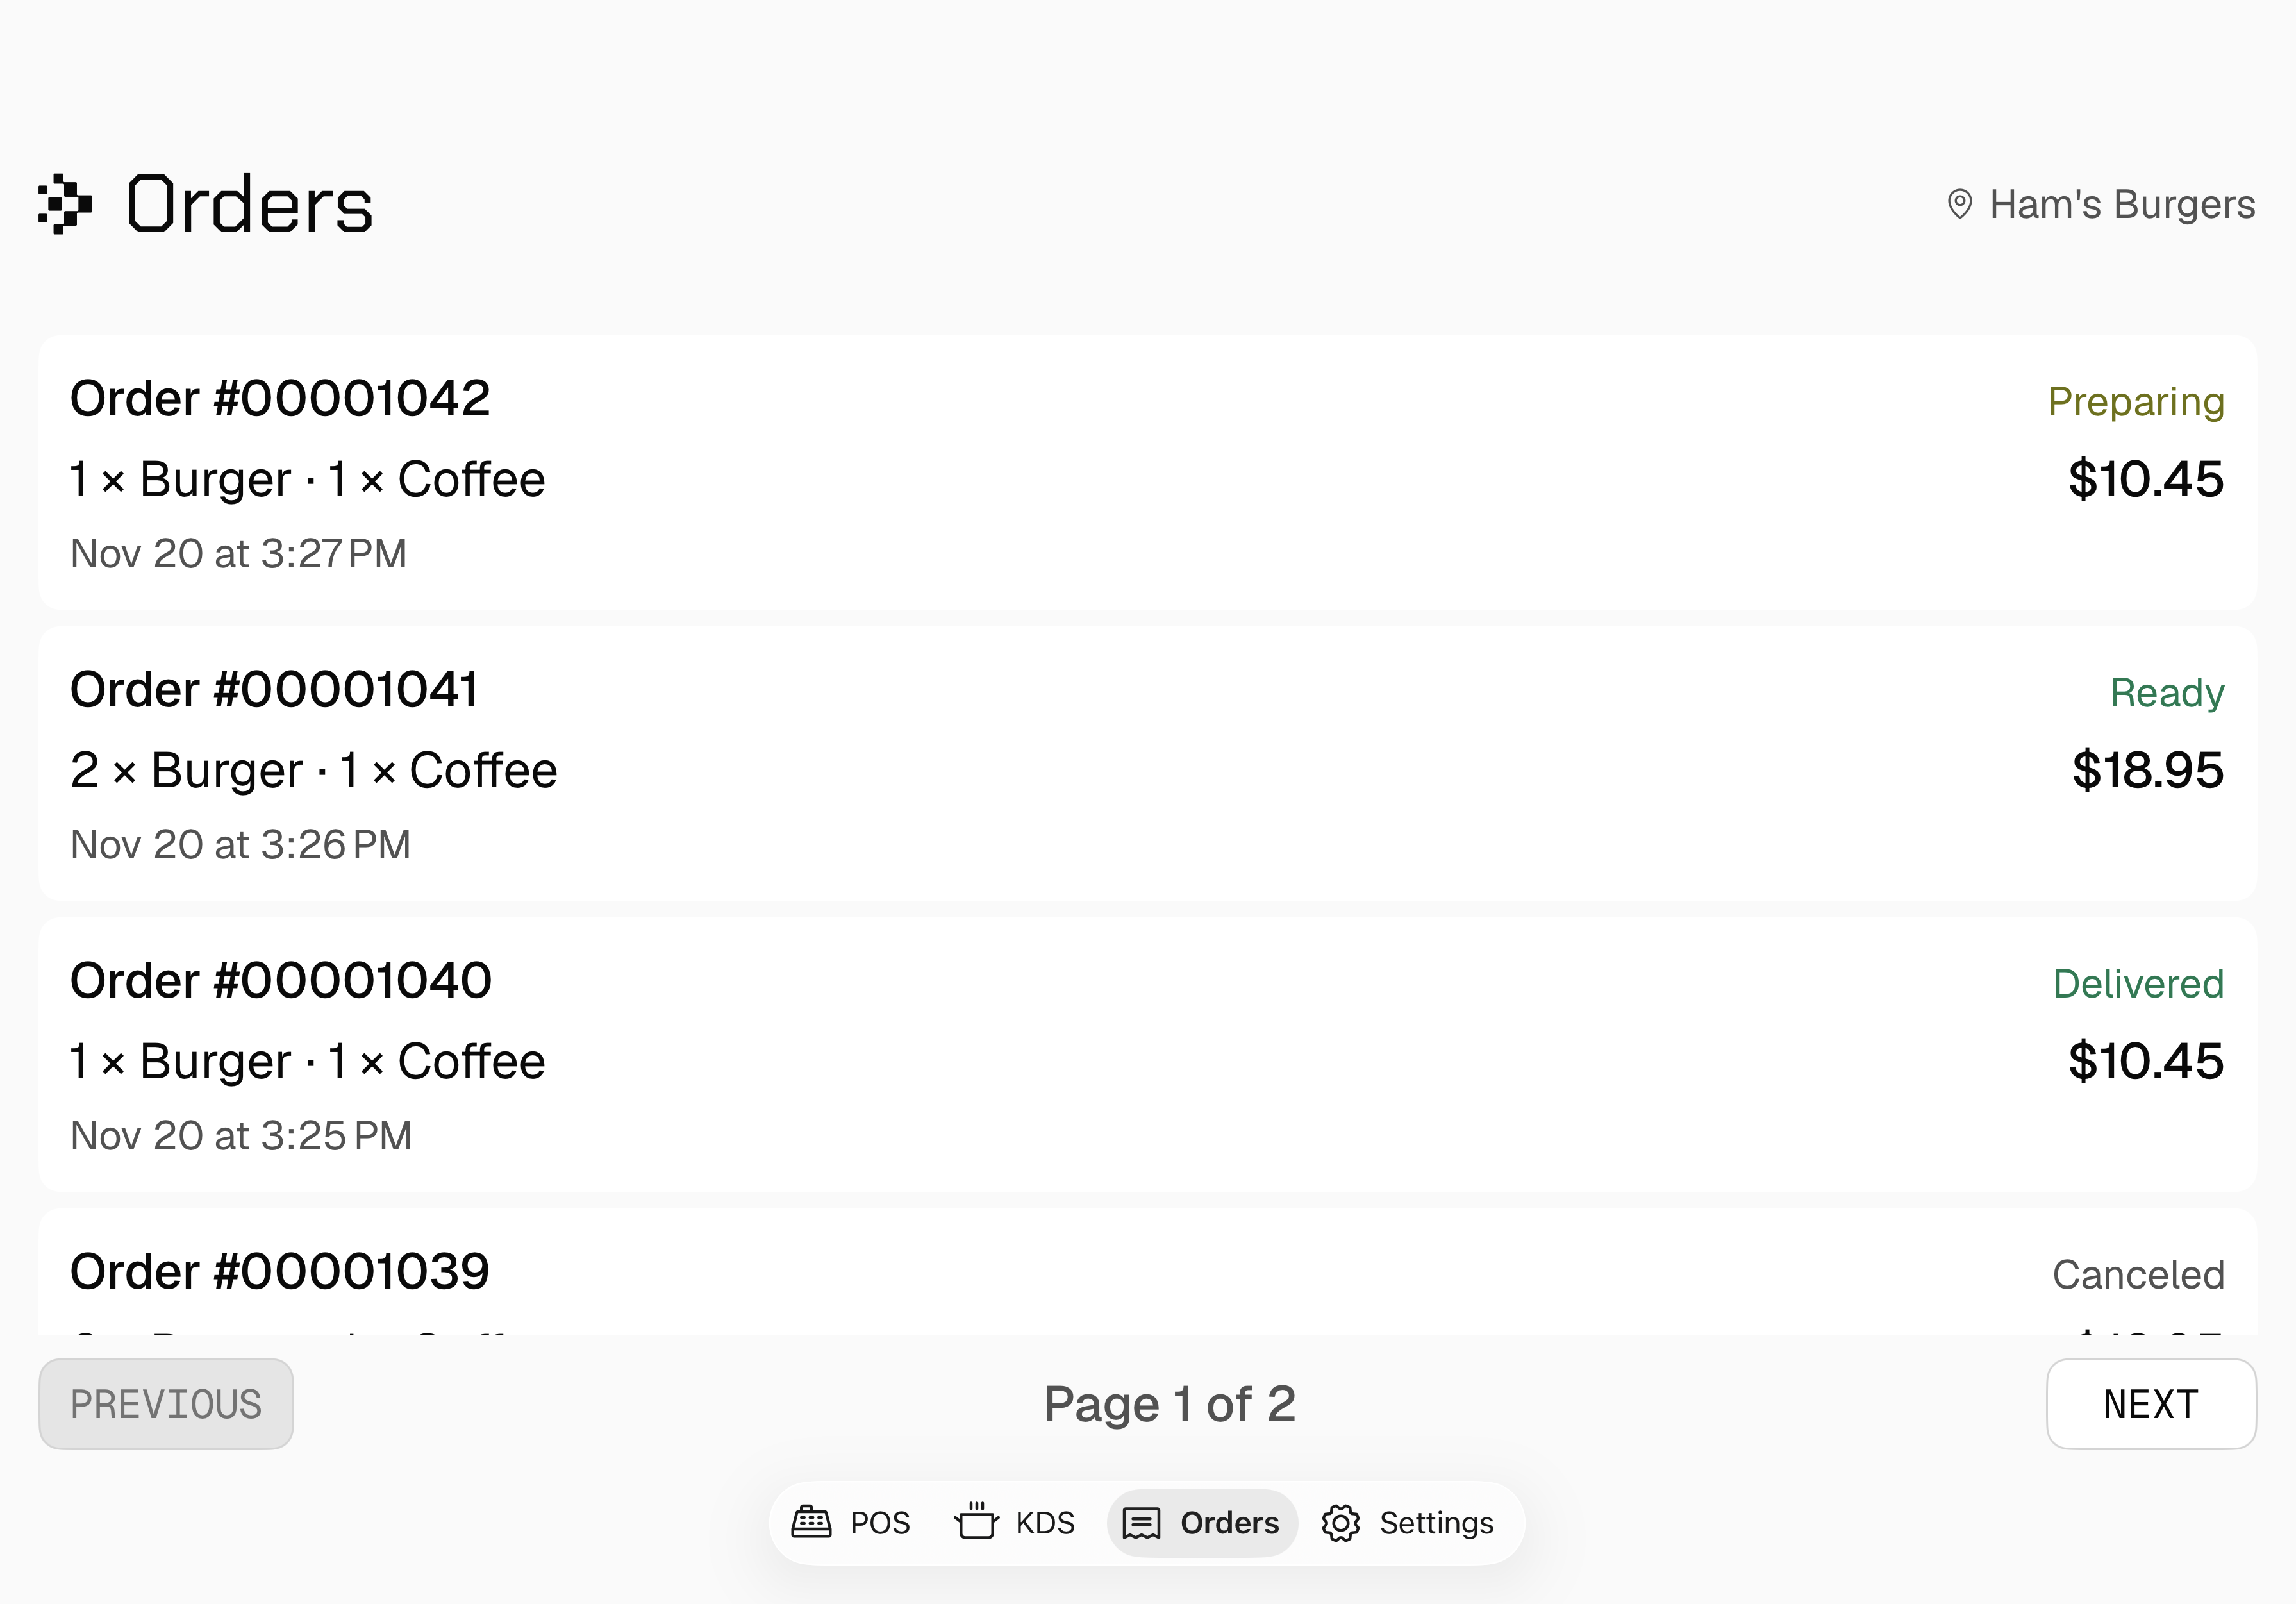 Orders
Ham's Burgers
Order #00001042
Preparing
1 × Burger · 1 × Coffee
$10.45
Nov 20 at 3:27 PM
Order #00001041
Ready
2 × Burger · 1 × Coffee
$18.95
Nov 20 at 3:26 PM
Order #00001040
Delivered
1 × Burger · 1 × Coffee
$10.45
Nov 20 at 3:25 PM
Order #00001039
Canceled
PREVIOUS
Page 1 of 2
NEXT
POS
KDS
Orders
Settings